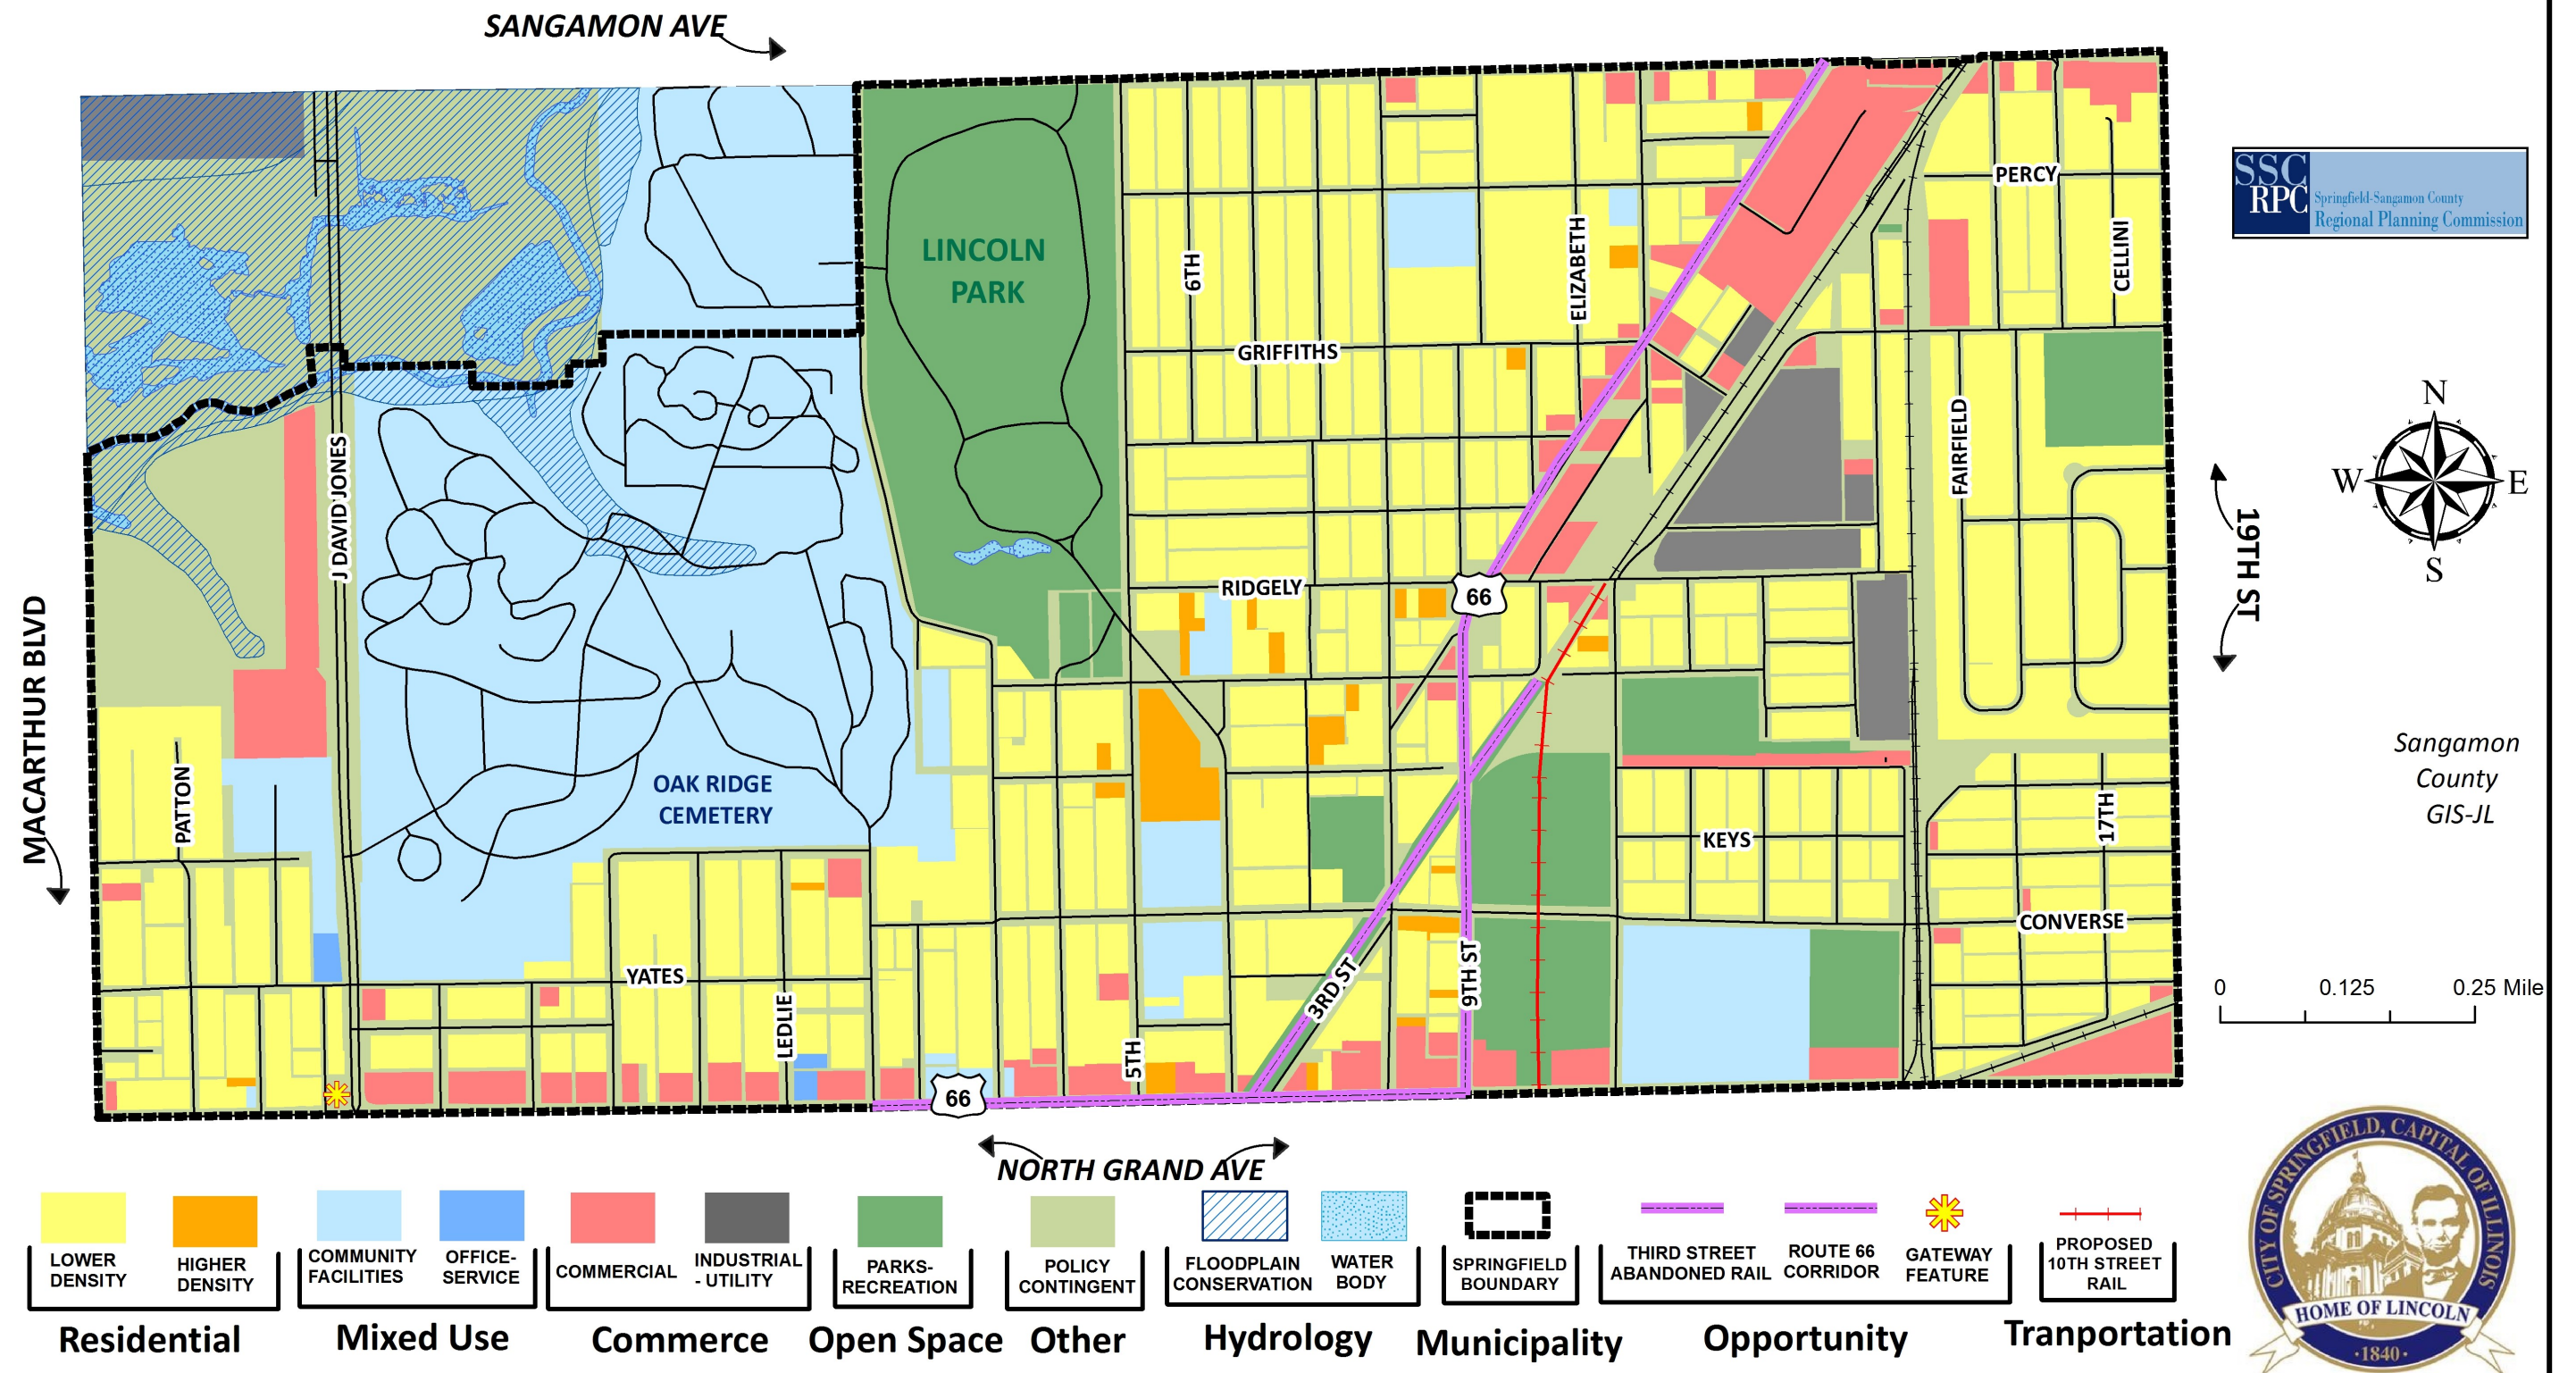 SANGAMON AVE
LINCOLN
PARK
6TH
ELIZABETH
PERCY
CELLINI
SSC
RPC
Springfield-Sangamon County
Regional Planning Commission
GRIFFITHS
J DAVID JONES
FAIRFIELD
N
W
E
S
19TH ST
RIDGELY
66
MACARTHUR BLVD
PATTON
OAK RIDGE
CEMETERY
KEYS
17TH
Sangamon
County
GIS-JL
CONVERSE
YATES
LEDLIE
5TH
3RD ST
9TH ST
0 0.125 0.25 Mile
66
NORTH GRAND AVE
LOWER
DENSITY
HIGHER
DENSITY
Residential
COMMUNITY
FACILITIES
OFFICE-
SERVICE
Mixed Use
COMMERCIAL
INDUSTRIAL
- UTILITY
Commerce
PARKS-
RECREATION
Open Space
POLICY
CONTINGENT
Other
FLOODPLAIN
CONSERVATION
WATER
BODY
Hydrology
SPRINGFIELD
BOUNDARY
Municipality
THIRD STREET
ABANDONED RAIL
ROUTE 66
CORRIDOR
GATEWAY
FEATURE
Opportunity
PROPOSED
10TH STREET
RAIL
Tranportation
CITY OF SPRINGFIELD, CAPITAL OF ILLINOIS
HOME OF LINCOLN
·1840·